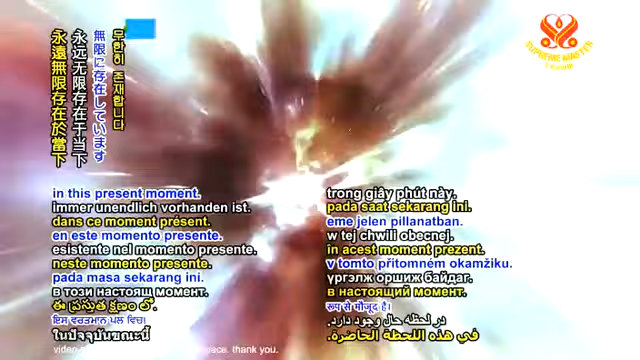 무한히 존재합니다
無限に存在しています
永远无限存在于当下
永遠無限存在於當下
SUPREME MASTER
in this present moment.
immer unendlich vorhanden ist.
dans ce moment présent.
en este momento presente.
esistente nel momento presente.
neste momento presente.
pada masa sekarang ini.
в този настоящ момент.
ఈ ప్రస్తుత క్షణం లో.
ਇਸ ਵਰਤਮਾਨ ਪਲ ਵਿਚ।
ในปัจจุบันขณะนี้
trong giây phút này.
pada saat sekarang ini.
eme jelen pillanatban.
w tej chwili obecnej.
în acest moment prezent.
v tomto přítomném okamžiku.
үргэлж оршиж байдаг.
в настоящий момент.
रूप से मौजूद है।
در لحظه حال وجود دارد.
في هذه اللحظة الحاضرة.
thank you.